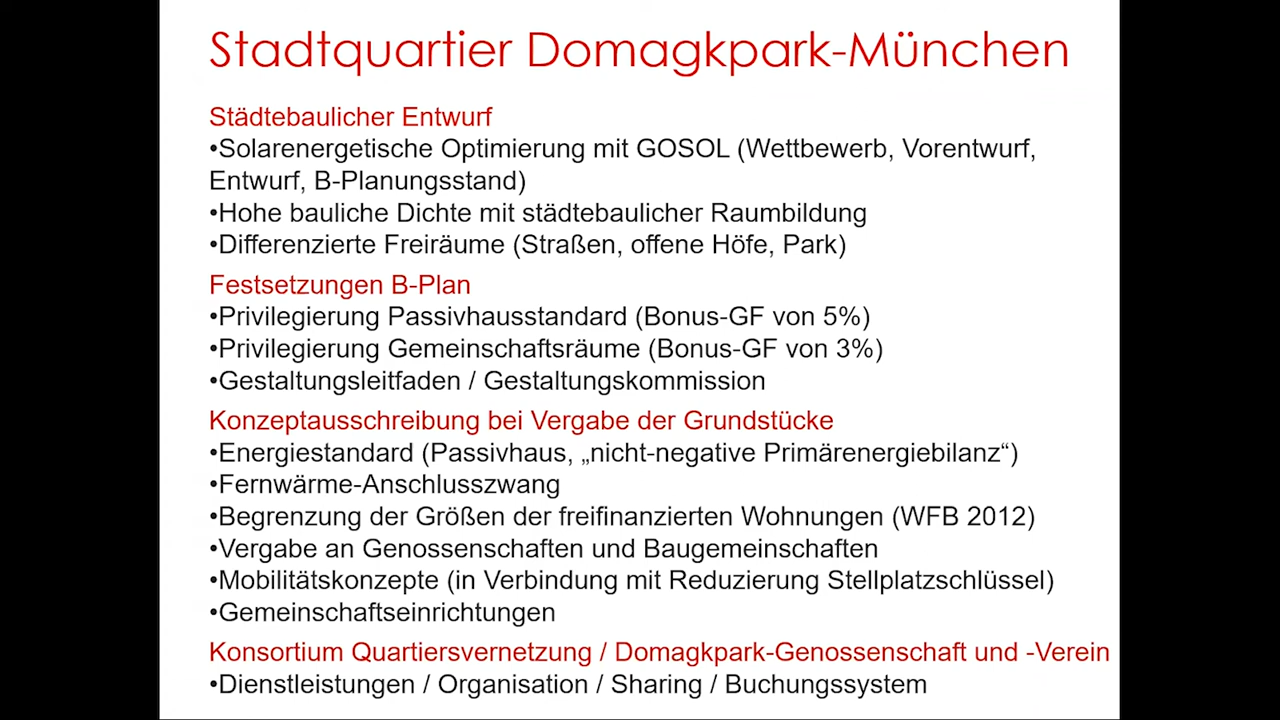 Stadtquartier Domagkpark-München
Städtebaulicher Entwurf
•Solarenergetische Optimierung mit GOSOL (Wettbewerb, Vorentwurf,
Entwurf, B-Planungsstand)
•Hohe bauliche Dichte mit städtebaulicher Raumbildung
•Differenzierte Freiräume (Straßen, offene Höfe, Park)
Festsetzungen B-Plan
•Privilegierung Passivhausstandard (Bonus-GF von 5%)
•Privilegierung Gemeinschaftsräume (Bonus-GF von 3%)
•Gestaltungsleitfaden / Gestaltungskommission
Konzeptausschreibung bei Vergabe der Grundstücke
•Energiestandard (Passivhaus, „nicht-negative Primärenergiebilanz“)
•Fernwärme-Anschlusszwang
•Begrenzung der Größen der freifinanzierten Wohnungen (WFB 2012)
•Vergabe an Genossenschaften und Baugemeinschaften
•Mobilitätskonzepte (in Verbindung mit Reduzierung Stellplatzschlüssel)
•Gemeinschaftseinrichtungen
Konsortium Quartiersvernetzung / Domagkpark-Genossenschaft und -Verein
•Dienstleistungen / Organisation / Sharing / Buchungssystem